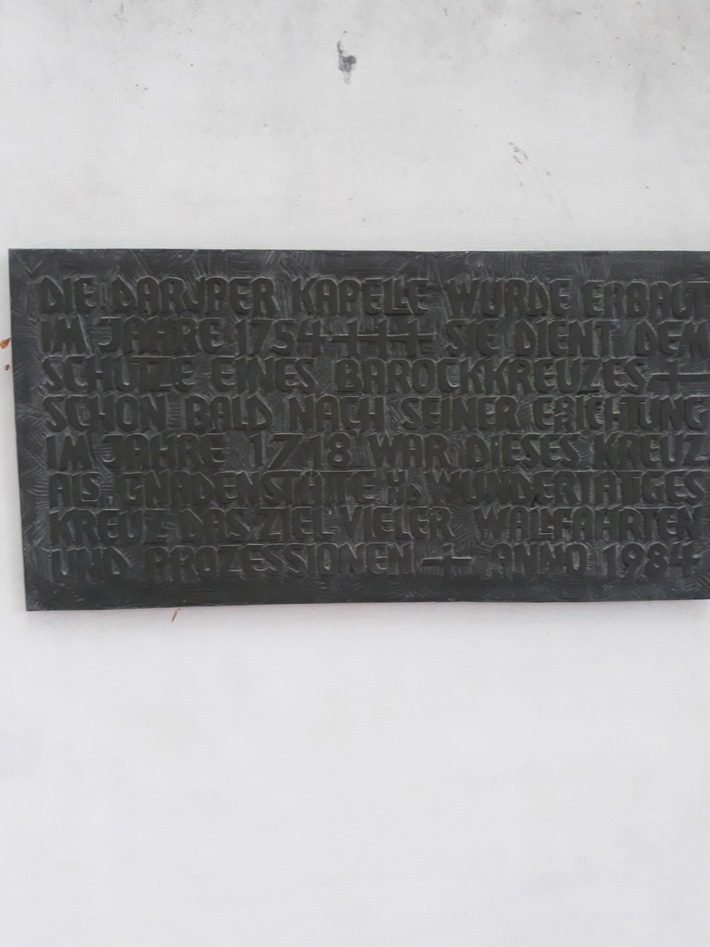 DIE DARUPER KAPELLE WURDE ERBAUT
IM JAHRE 1754 +++ SIE DIENT DEM
SCHUTZE EINES BAROCKKREUZES +
SCHON BALD NACH SEINER ERICHTUNG
IM JAHRE 1718 WAR DIESES KREUZ
ALS GNADENSTÄTTE U. WUNDERTÄTIGES
KREUZ DAS ZIEL VIELER WALLFAHRTEN
UND PROZESSIONEN + ANNO 1984